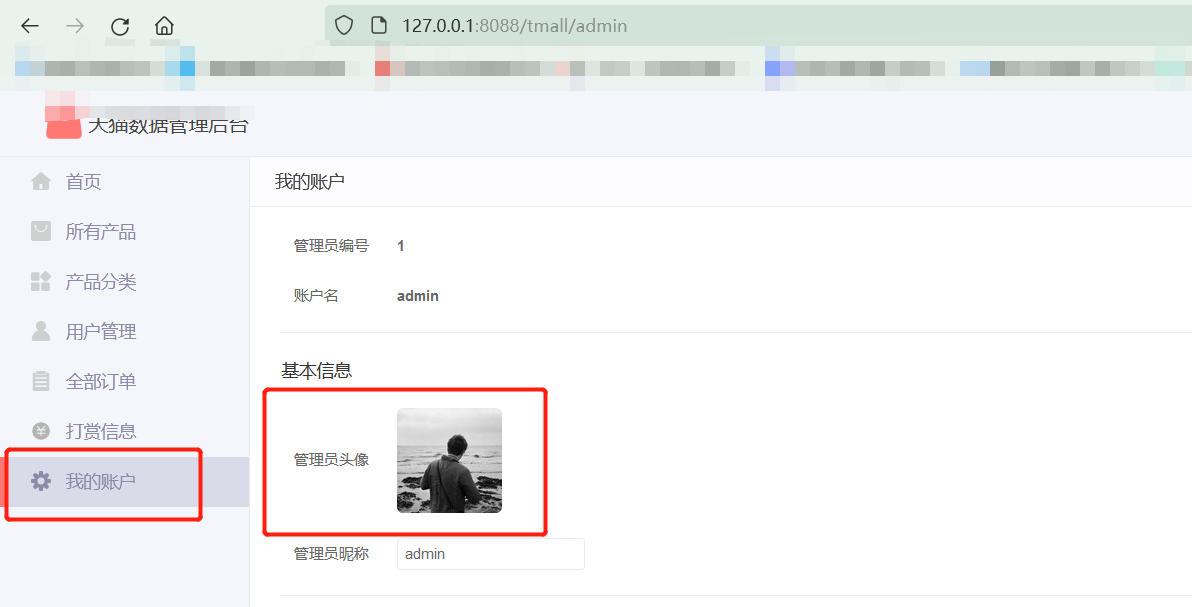 127.0.0.1:8088/tmall/admin
天猫数据管理后台
首页
所有产品
产品分类
用户管理
全部订单
打赏信息
我的账户
我的账户
管理员编号 1
账户名 admin
基本信息
管理员头像
管理员昵称 admin